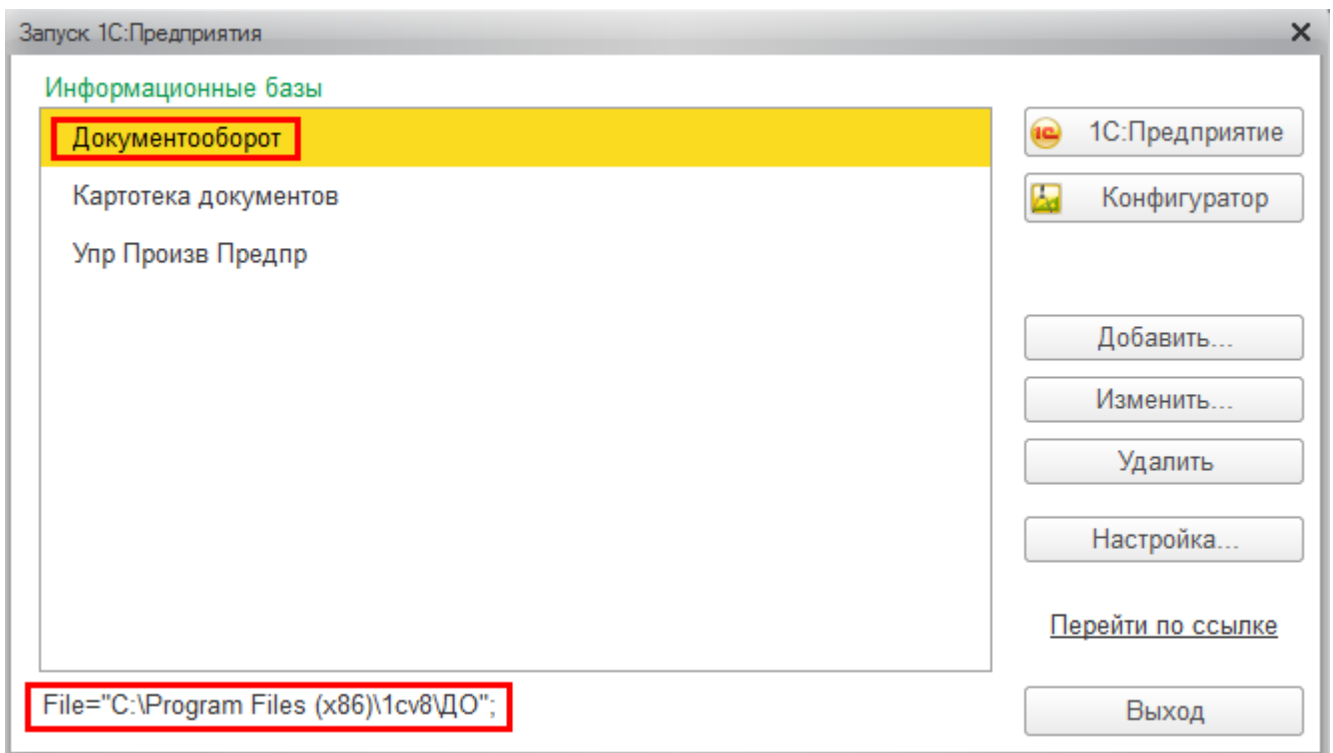 Запуск 1С:Предприятия
Информационные базы
Документооборот
Картотека документов
Упр Произв Предпр
1С:Предприятие
Конфигуратор
Добавить...
Изменить...
Удалить
Настройка...
Перейти по ссылке
File="C:\Program Files (x86)\1cv8\ДО";
Выход